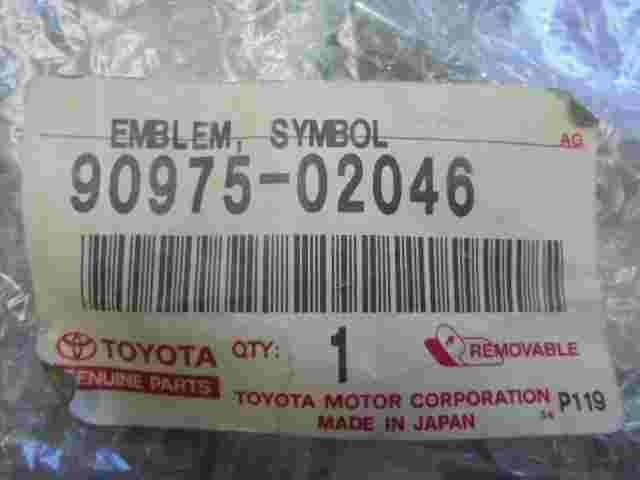 EMBLEM, SYMBOL
AG
90975-02046
TOYOTA QTY: 1 REMOVABLE
GENUINE PARTS
TOYOTA MOTOR CORPORATION P119
MADE IN JAPAN